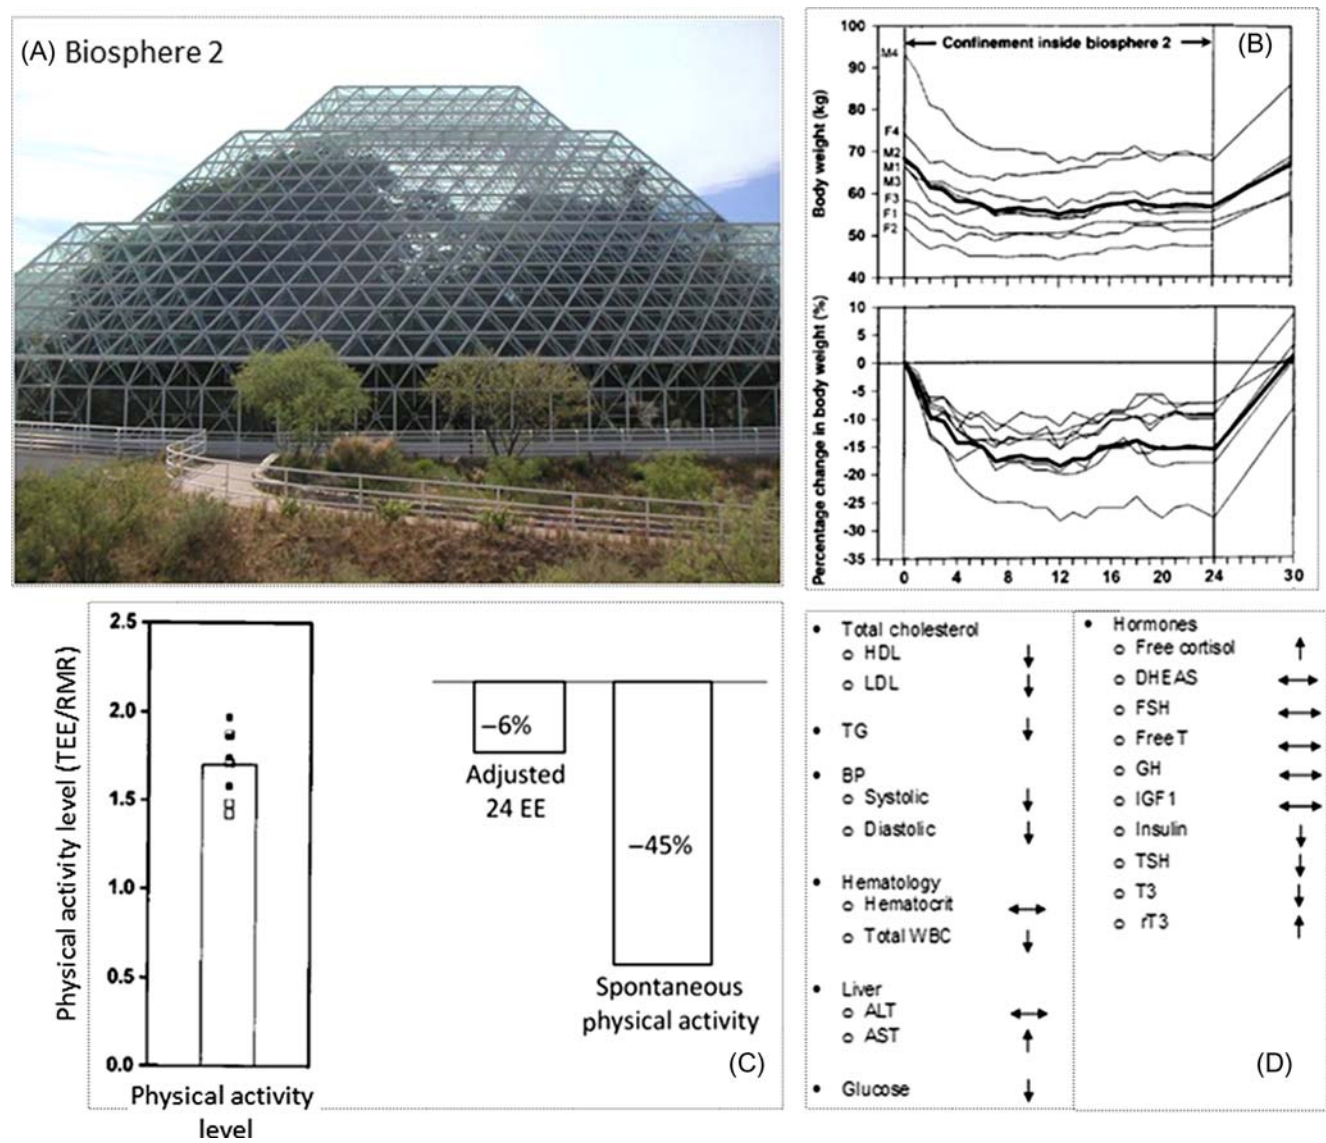 (A) Biosphere 2
(B)
Confinement inside biosphere 2
Body weight (kg)
100
90
80
70
60
50
40
M4
F4
M2
M1
M3
F3
F1
F2
Percentage change in body weight (%)
10
5
0
-5
-10
-15
-20
-25
-30
-35
0 4 8 12 16 20 24 30
Physical activity level (TEE/RMR)
2.5
2.0
1.5
1.0
0.5
0.0
Physical activity
level
–6%
Adjusted
24 EE
–45%
Spontaneous
physical activity
(C)
• Total cholesterol
o HDL ↓
o LDL ↓
• TG ↓
• BP
o Systolic ↓
o Diastolic ↓
• Hematology
o Hematocrit ↔
o Total WBC ↓
• Liver
o ALT ↔
o AST ↑
• Glucose ↓
• Hormones
o Free cortisol ↑
o DHEAS ↔
o FSH ↔
o Free T ↔
o GH ↔
o IGF1 ↔
o Insulin ↓
o TSH ↓
o T3 ↓
o rT3 ↑
(D)